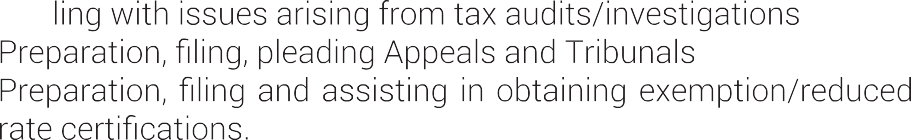 ling with issues arising from tax audits/investigations
Preparation, filing, pleading Appeals and Tribunals
Preparation, filing and assisting in obtaining exemption/reduced
rate certifications.